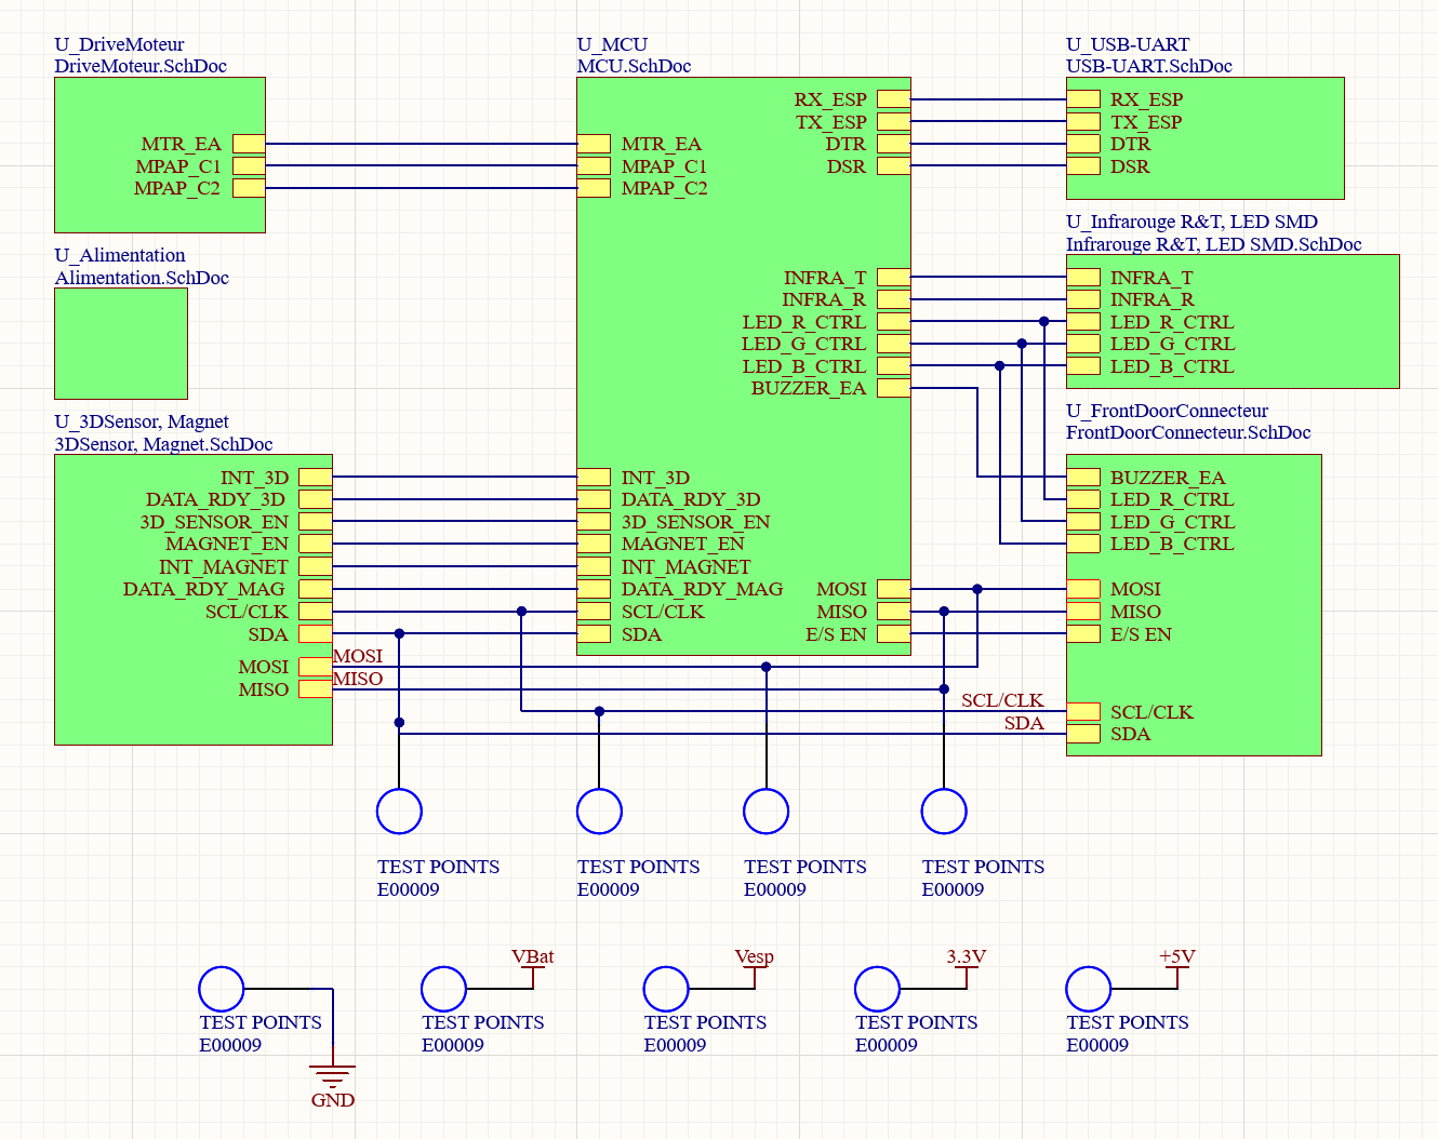 U_DriveMoteur
DriveMoteur.SchDoc
MTR_EA
MPAP_C1
MPAP_C2
U_Alimentation
Alimentation.SchDoc
U_3DSensor, Magnet
3DSensor, Magnet.SchDoc
INT_3D
DATA_RDY_3D
3D_SENSOR_EN
MAGNET_EN
INT_MAGNET
DATA_RDY_MAG
SCL/CLK
SDA
MOSI
MISO
MOSI
MISO
U_MCU
MCU.SchDoc
MTR_EA
MPAP_C1
MPAP_C2
INT_3D
DATA_RDY_3D
3D_SENSOR_EN
MAGNET_EN
INT_MAGNET
DATA_RDY_MAG
SCL/CLK
SDA
RX_ESP
TX_ESP
DTR
DSR
INFRA_T
INFRA_R
LED_R_CTRL
LED_G_CTRL
LED_B_CTRL
BUZZER_EA
MOSI
MISO
E/S EN
U_USB-UART
USB-UART.SchDoc
RX_ESP
TX_ESP
DTR
DSR
U_Infrarouge R&T, LED SMD
Infrarouge R&T, LED SMD.SchDoc
INFRA_T
INFRA_R
LED_R_CTRL
LED_G_CTRL
LED_B_CTRL
U_FrontDoorConnecteur
FrontDoorConnecteur.SchDoc
BUZZER_EA
LED_R_CTRL
LED_G_CTRL
LED_B_CTRL
MOSI
MISO
E/S EN
SCL/CLK
SDA
SCL/CLK
SDA
TEST POINTS
E00009
TEST POINTS
E00009
TEST POINTS
E00009
TEST POINTS
E00009
TEST POINTS
E00009
GND
VBat
TEST POINTS
E00009
Vesp
TEST POINTS
E00009
3.3V
TEST POINTS
E00009
+5V
TEST POINTS
E00009